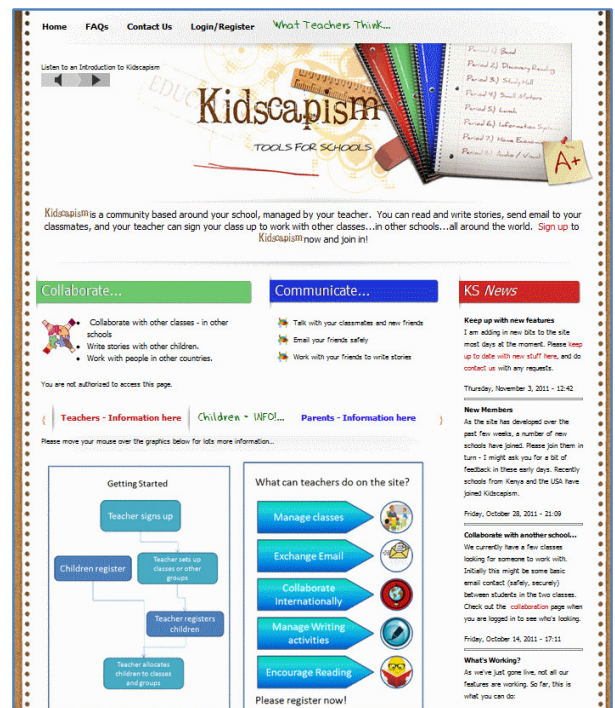 Home FAQs Contact Us Login/Register What Teachers Think...
Listen to an Introduction to Kidscapism
Kidscapism
TOOLS FOR SCHOOLS
Period 1) Band
Period 2) Discovery Reading
Period 3) Study Hall
Period 4) Small Motors
Period 5) Lunch
Period 6) Information
Period 7) Home
Period 8) Audio / Visual
A+
Kidscapism is a community based around your school, managed by your teacher. You can read and write stories, send email to your
classmates, and your teacher can sign your class up to work with other classes...in other schools...all around the world. Sign up to
Kidscapism now and join in!
Collaborate...
Collaborate with other classes - in other
schools
Write stories with other children.
Work with people in other countries.
Communicate...
Talk with your classmates and new friends
Email your friends safely
Work with your friends to write stories
You are not authorized to access this page.
Teachers - Information here Children - INFO!... Parents - Information here
Please move your mouse over the graphics below for lots more information...
Getting Started
Teacher signs up
Children register
Teacher sets up
classes or other
groups
Teacher registers
children
Teacher allocates
children to classes
and groups
What can teachers do on the site?
Manage classes
Exchange Email
Collaborate
Internationally
Manage Writing
activities
Encourage Reading
Please register now!
KS News
Keep up with new features
I am adding in new bits to the site
most days at the moment. Please keep
up to date with new stuff here, and do
contact us with any requests.
Thursday, November 3, 2011 - 12:42
New Members
As the site has developed over the
past few weeks, a number of new
schools have joined. Please join them in
turn - I might ask you for a bit of
feedback in these early days. Recently
schools from Kenya and the USA have
joined Kidscapism.
Friday, October 28, 2011 - 21:09
Collaborate with another school...
We currently have a few classes
looking for someone to work with.
Initially this might be some basic
email contact (safely, securely)
between students in the two classes.
Check out the collaboration page when
you are logged in to see who's looking.
Friday, October 14, 2011 - 17:11
What's Working?
As we've just gone live, not all our
features are working. So far, this is
what you can do: